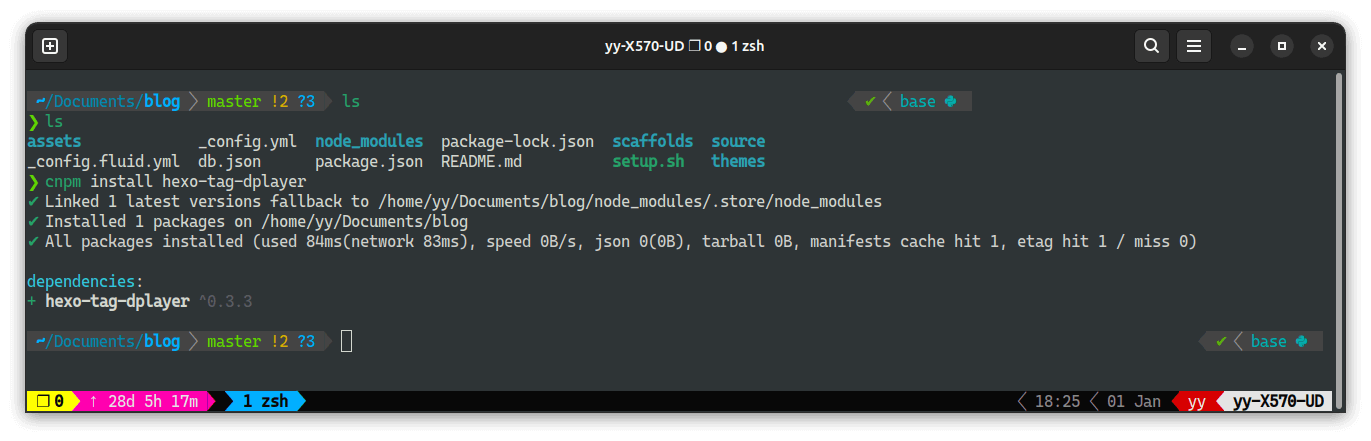 yy-X570-UD ❐ 0 ● 1 zsh
~/Documents/blog master !2 ?3 ls ✔ base
❯ ls
assets _config.yml node_modules package-lock.json scaffolds source
_config.fluid.yml db.json package.json README.md setup.sh themes
❯ cnpm install hexo-tag-dplayer
✔ Linked 1 latest versions fallback to /home/yy/Documents/blog/node_modules/.store/node_modules
✔ Installed 1 packages on /home/yy/Documents/blog
✔ All packages installed (used 84ms(network 83ms), speed 0B/s, json 0(0B), tarball 0B, manifests cache hit 1, etag hit 1 / miss 0)
dependencies:
+ hexo-tag-dplayer ^0.3.3
~/Documents/blog master !2 ?3 ✔ base
❐ 0 ↑ 28d 5h 17m 1 zsh 18:25 01 Jan yy yy-X570-UD